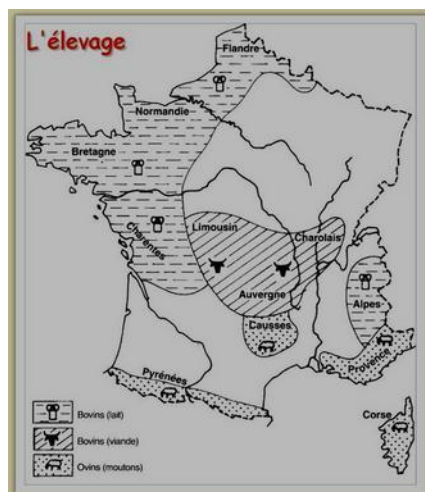 L'élevage
Flandre
Normandie
Bretagne
Charentes
Limousin
Charolais
Auvergne
Alpes
Causses
Provence
Pyrénées
Corse
Bovins (lait)
Bovins (viande)
Ovins (moutons)